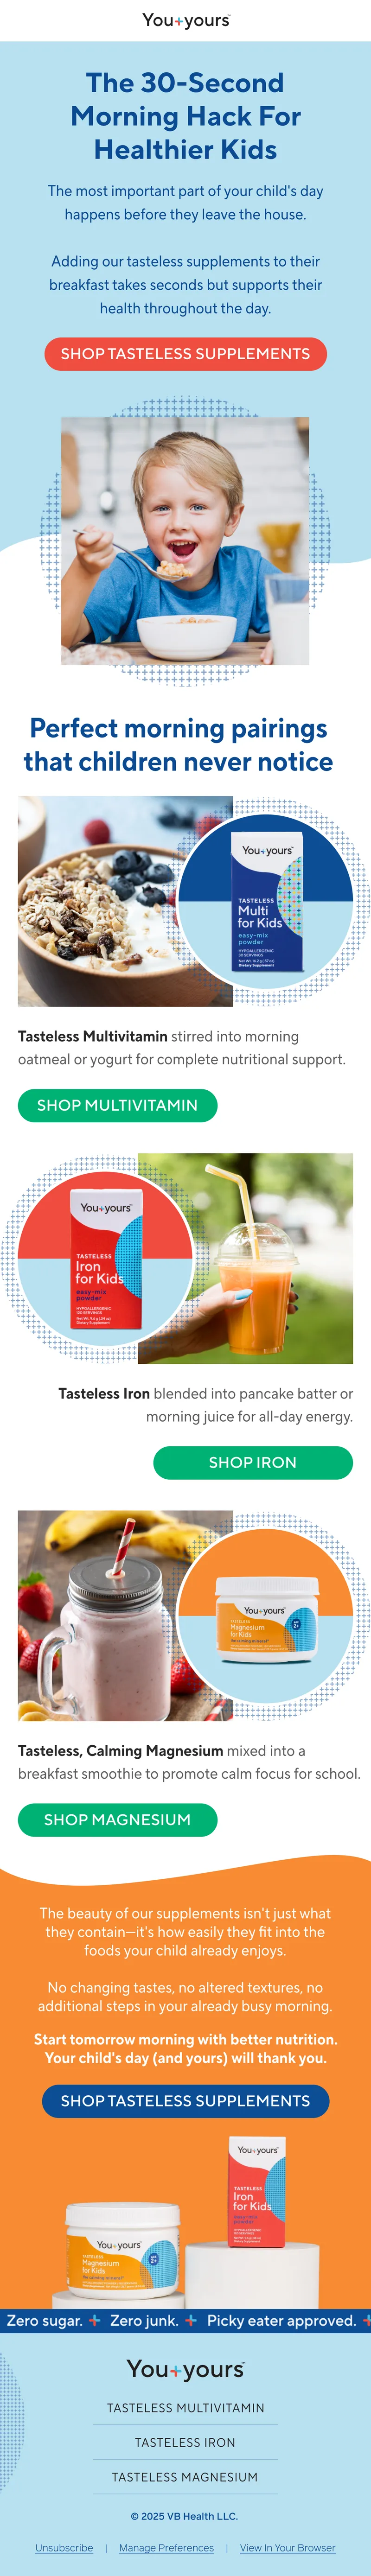 You+yours™
The 30-Second
Morning Hack For
Healthier Kids
The most important part of your child's day
happens before they leave the house.
Adding our tasteless supplements to their
breakfast takes seconds but supports their
health throughout the day.
SHOP TASTELESS SUPPLEMENTS
Perfect morning pairings
that children never notice
You+yours
TASTELESS
Multi
for Kids
easy-mix
powder
HYPOALLERGENIC
Dietary Supplement
Tasteless Multivitamin stirred into morning
oatmeal or yogurt for complete nutritional support.
SHOP MULTIVITAMIN
You+yours
TASTELESS
Iron
for Kids
easy-mix
powder
HYPOALLERGENIC
Dietary Supplement
Tasteless Iron blended into pancake batter or
morning juice for all-day energy.
SHOP IRON
You+yours
TASTELESS
Magnesium
for Kids
Tasteless, Calming Magnesium mixed into a
breakfast smoothie to promote calm focus for school.
SHOP MAGNESIUM
The beauty of our supplements isn't just what
they contain—it's how easily they fit into the
foods your child already enjoys.
No changing tastes, no altered textures, no
additional steps in your already busy morning.
Start tomorrow morning with better nutrition.
Your child's day (and yours) will thank you.
SHOP TASTELESS SUPPLEMENTS
You+yours
TASTELESS
Iron
for Kids
You+yours
TASTELESS
Magnesium
for Kids
Zero sugar. + Zero junk. + Picky eater approved. +
You+yours™
TASTELESS MULTIVITAMIN
TASTELESS IRON
TASTELESS MAGNESIUM
© 2025 VB Health LLC.
Unsubscribe | Manage Preferences | View In Your Browser